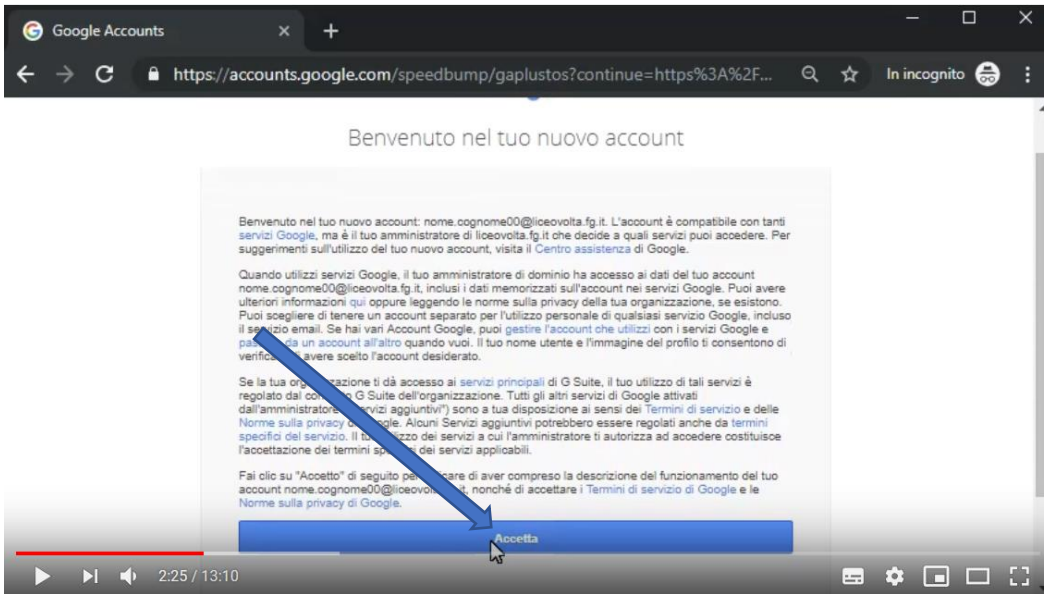 Google Accounts
https://accounts.google.com/speedbump/gaplustos?continue=https%3A%2F...
In incognito
Benvenuto nel tuo nuovo account
Benvenuto nel tuo nuovo account: nome.cognome00@liceovolta.fg.it. L'account è compatibile con tanti
servizi Google, ma è il tuo amministratore di liceovolta.fg.it che decide a quali servizi puoi accedere. Per
suggerimenti sull'utilizzo del tuo nuovo account, visita il Centro assistenza di Google.
Quando utilizzi servizi Google, il tuo amministratore di dominio ha accesso ai dati del tuo account
nome.cognome00@liceovolta.fg.it, inclusi i dati memorizzati sull'account nei servizi Google. Puoi avere
ulteriori informazioni qui oppure leggendo le norme sulla privacy della tua organizzazione, se esistono.
Puoi scegliere di tenere un account separato per l'utilizzo personale di qualsiasi servizio Google, incluso
il servizio email. Se hai vari Account Google, puoi gestire l'account che utilizzi con i servizi Google e
da un account all'altro quando vuoi. Il tuo nome utente e l'immagine del profilo ti consentono di
avere scelto l'account desiderato.
Se la tua organizzazione ti dà accesso ai servizi principali di G Suite, il tuo utilizzo di tali servizi è
regolato dal G Suite dell'organizzazione. Tutti gli altri servizi di Google attivati
dall'amministratore servizi aggiuntivi") sono a tua disposizione ai sensi dei Termini di servizio e delle
Norme sulla privacy di Google. Alcuni Servizi aggiuntivi potrebbero essere regolati anche da termini
specifici del servizio. Il tuo utilizzo dei servizi a cui l'amministratore ti autorizza ad accedere costituisce
l'accettazione dei termini dei servizi applicabili.
Fai clic su "Accetto" di seguito per di aver compreso la descrizione del funzionamento del tuo
account nome.cognome00@liceovolta.fg.it, nonché di accettare i Termini di servizio di Google e le
Norme sulla privacy di Google.
Accetta
2:25 / 13:10